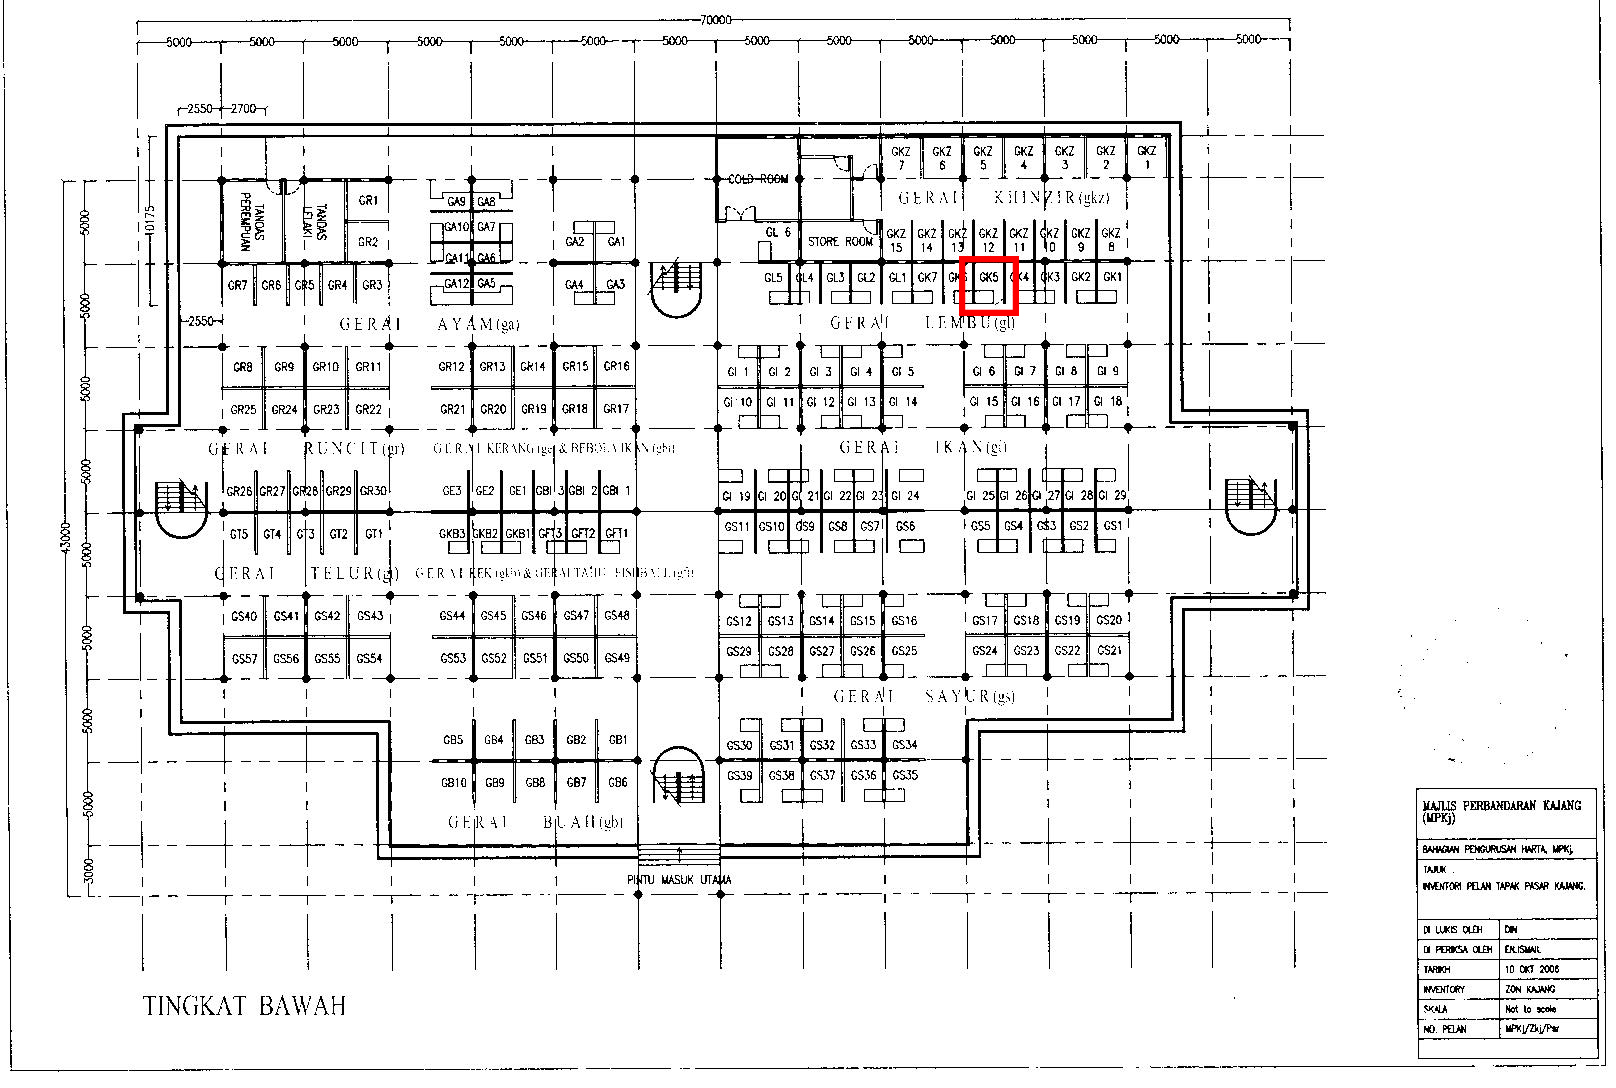 70000
5000 5000 5000 5000 5000 5000 5000 5000 5000 5000 5000 5000 5000 5000
2550 2700
10175
43000
5000
5000
5000
5000
5000
5000
5000
5000
3000
2550
TANDAS PEREMPUAN
TANDAS LELAKI
GR1
GR2
GR7 GR6 GR5 GR4 GR3
GA9 GA8
GA10 GA7
GA11 GA6
GA12 GA5
GA2 GA1
GA4 GA3
COLD ROOM
STORE ROOM
GL 6
GKZ 7 GKZ 6 GKZ 5 GKZ 4 GKZ 3 GKZ 2 GKZ 1
GERAI KHINZIR(gkz)
GKZ 15 GKZ 14 GKZ 13 GKZ 12 GKZ 11 GKZ 10 GKZ 9 GKZ 8
GL5 GL4 GL3 GL2 GL1 GK7 GK6 GK5 GK4 GK3 GK2 GK1
GERAI AYAM(ga)
GERAI LEMBU(gl)
GR8 GR9 GR10 GR11 GR12 GR13 GR14 GR15 GR16
GI 1 GI 2 GI 3 GI 4 GI 5 GI 6 GI 7 GI 8 GI 9
GR25 GR24 GR23 GR22 GR21 GR20 GR19 GR18 GR17
GI 10 GI 11 GI 12 GI 13 GI 14 GI 15 GI 16 GI 17 GI 18
GERAI RUNCIT(gr)
GERAI KERANG(ge) & BEBOLA IKAN(gbi)
GERAI IKAN(gi)
GR26 GR27 GR28 GR29 GR30 GE3 GE2 GE1 GBI 3 GBI 2 GBI 1
GI 19 GI 20 GI 21 GI 22 GI 23 GI 24 GI 25 GI 26 GI 27 GI 28 GI 29
GT5 GT4 GT3 GT2 GT1 GKB3 GKB2 GKB1 GFT3 GFT2 GFT1
GS11 GS10 GS9 GS8 GS7 GS6 GS5 GS4 GS3 GS2 GS1
GERAI TELUR(gt)
GERAI KEK(gkb) & GERAI TAHU FISHBALL(gft)
GS40 GS41 GS42 GS43 GS44 GS45 GS46 GS47 GS48
GS12 GS13 GS14 GS15 GS16 GS17 GS18 GS19 GS20
GS57 GS56 GS55 GS54 GS53 GS52 GS51 GS50 GS49
GS29 GS28 GS27 GS26 GS25 GS24 GS23 GS22 GS21
GERAI SAYUR(gs)
GB5 GB4 GB3 GB2 GB1
GS30 GS31 GS32 GS33 GS34
GB10 GB9 GB8 GB7 GB6
GS39 GS38 GS37 GS36 GS35
GERAI BUAH(gb)
PINTU MASUK UTAMA
TINGKAT BAWAH
MAJLIS PERBANDARAN KAJANG
(MPKj)
BAHAGIAN PENGURUSAN HARTA, MPKj.
TAJUK .
INVENTORI PELAN TAPAK PASAR KAJANG.
DI LUKIS OLEH DIN
DI PERIKSA OLEH EN.ISMAIL
TARIKH 10 OKT 2006
INVENTORY ZON KAJANG
SKALA Not to scale
NO. PELAN MPKj/Zkj/Psr